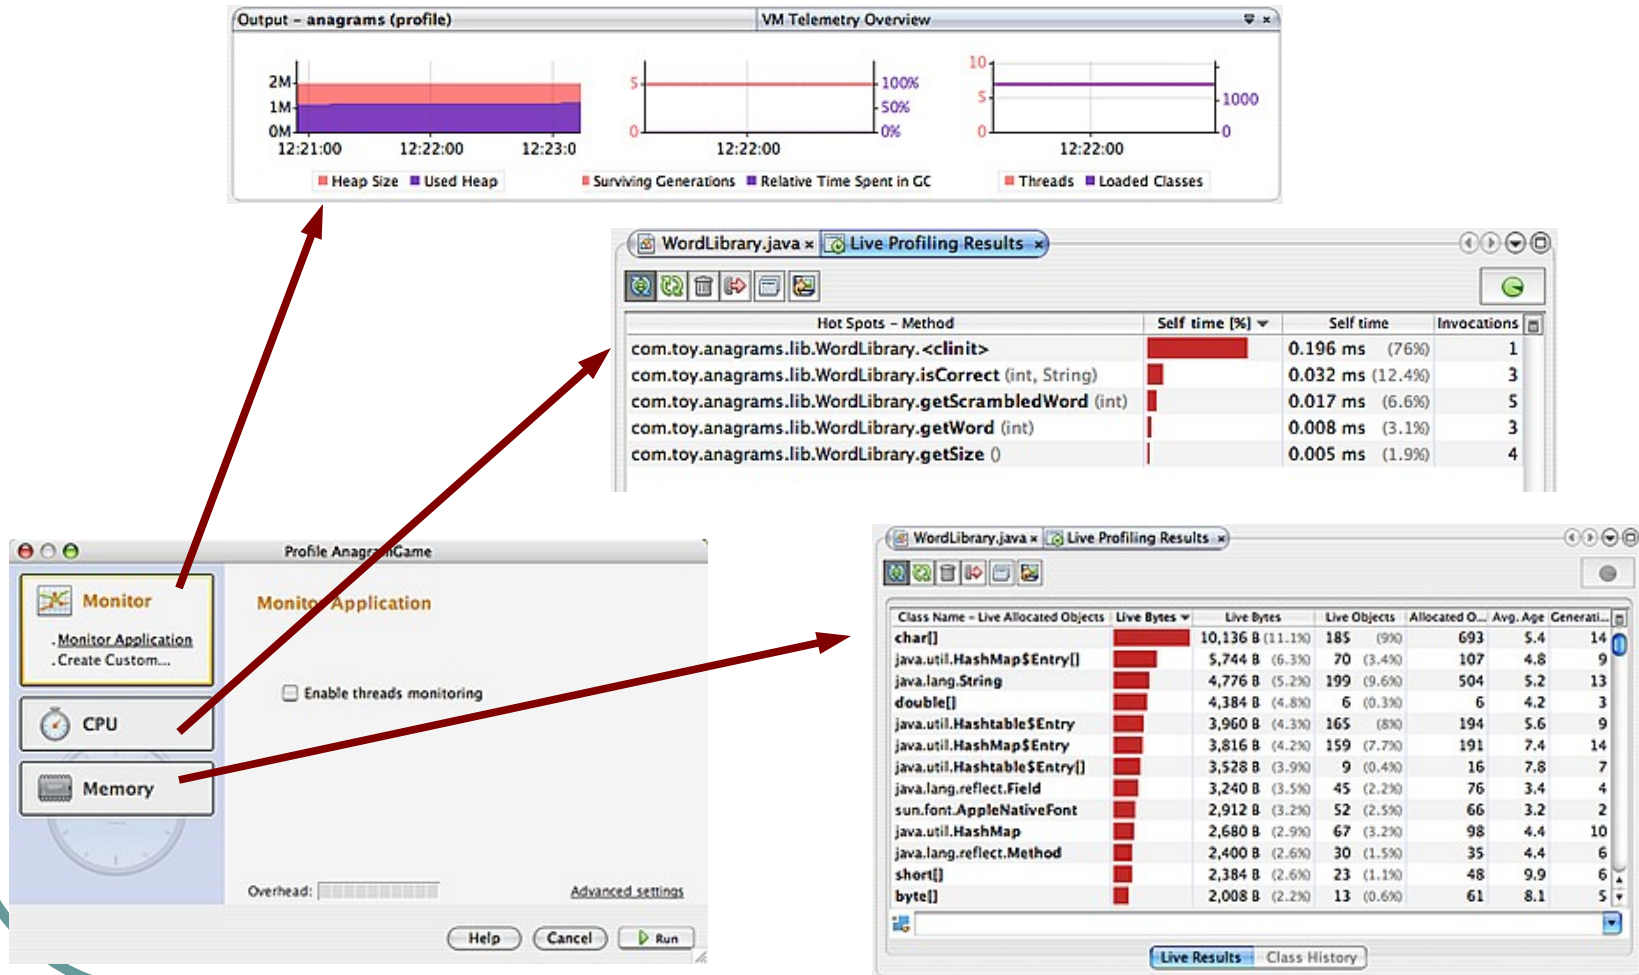 Output – anagrams (profile) VM Telemetry Overview
2M
1M
0M
12:21:00 12:22:00 12:23:0
Heap Size Used Heap
5
0
100%
50%
0%
12:22:00
Surviving Generations Relative Time Spent in GC
10
5
0
1000
0
12:22:00
Threads Loaded Classes
WordLibrary.java Live Profiling Results
Hot Spots – Method Self time [%] Self time Invocations
com.toy.anagrams.lib.WordLibrary.<clinit> 0.196 ms (76%) 1
com.toy.anagrams.lib.WordLibrary.isCorrect (int, String) 0.032 ms (12.4%) 3
com.toy.anagrams.lib.WordLibrary.getScrambledWord (int) 0.017 ms (6.6%) 5
com.toy.anagrams.lib.WordLibrary.getWord (int) 0.008 ms (3.1%) 3
com.toy.anagrams.lib.WordLibrary.getSize () 0.005 ms (1.9%) 4
Profile AnagramGame
Monitor
Monitor Application
Create Custom...
CPU
Memory
Monitor Application
Enable threads monitoring
Overhead: Advanced settings
Help Cancel Run
WordLibrary.java Live Profiling Results
Class Name – Live Allocated Objects Live Bytes Live Bytes Live Objects Allocated O... Avg. Age Generati...
char[] 10,136 B (11.1%) 185 (9%) 693 5.4 14
java.util.HashMap$Entry[] 5,744 B (6.3%) 70 (3.4%) 107 4.8 9
java.lang.String 4,776 B (5.2%) 199 (9.6%) 504 5.2 13
double[] 4,384 B (4.8%) 6 (0.3%) 6 4.2 3
java.util.Hashtable$Entry 3,960 B (4.3%) 165 (8%) 194 5.6 9
java.util.HashMap$Entry 3,816 B (4.2%) 159 (7.7%) 191 7.4 14
java.util.Hashtable$Entry[] 3,528 B (3.9%) 9 (0.4%) 16 7.8 7
java.lang.reflect.Field 3,240 B (3.5%) 45 (2.2%) 76 3.4 4
sun.font.AppleNativeFont 2,912 B (3.2%) 52 (2.5%) 66 3.2 2
java.util.HashMap 2,680 B (2.9%) 67 (3.2%) 98 4.4 10
java.lang.reflect.Method 2,400 B (2.6%) 30 (1.5%) 35 4.4 6
short[] 2,384 B (2.6%) 23 (1.1%) 48 9.9 6
byte[] 2,008 B (2.2%) 13 (0.6%) 61 8.1 5
Live Results Class History